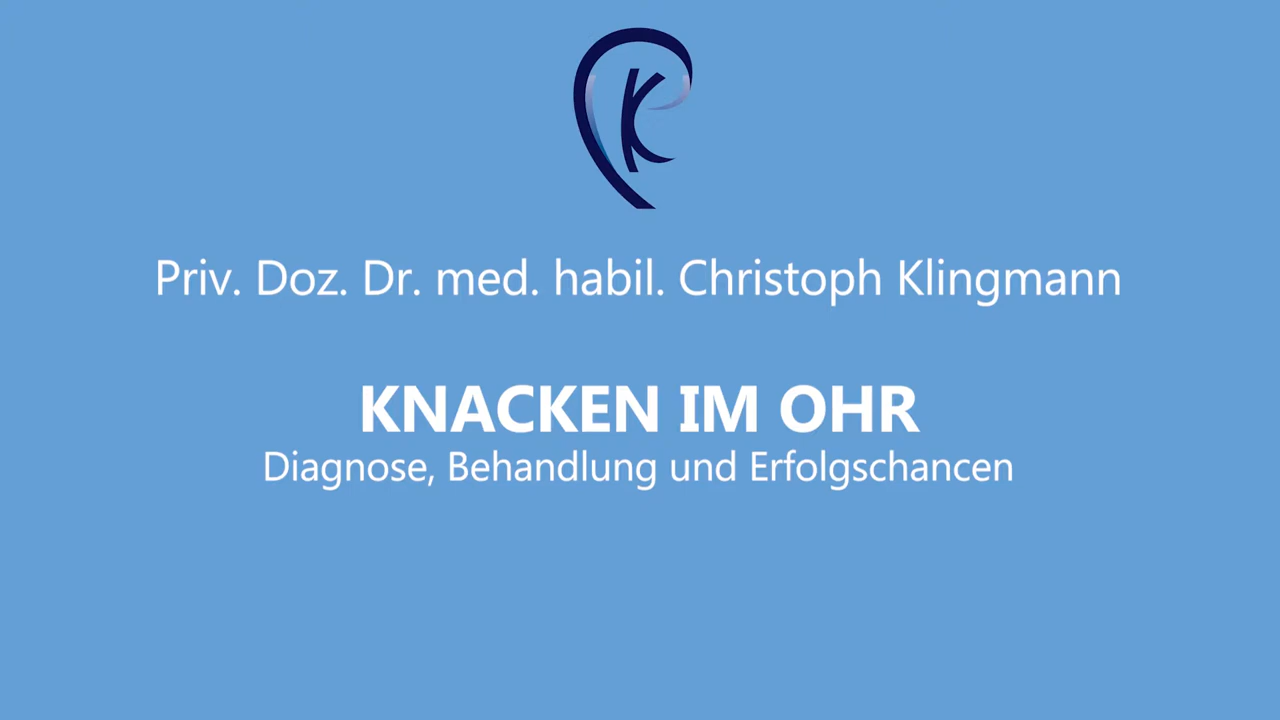 K
Priv. Doz. Dr. med. habil. Christoph Klingmann
KNACKEN IM OHR
Diagnose, Behandlung und Erfolgschancen